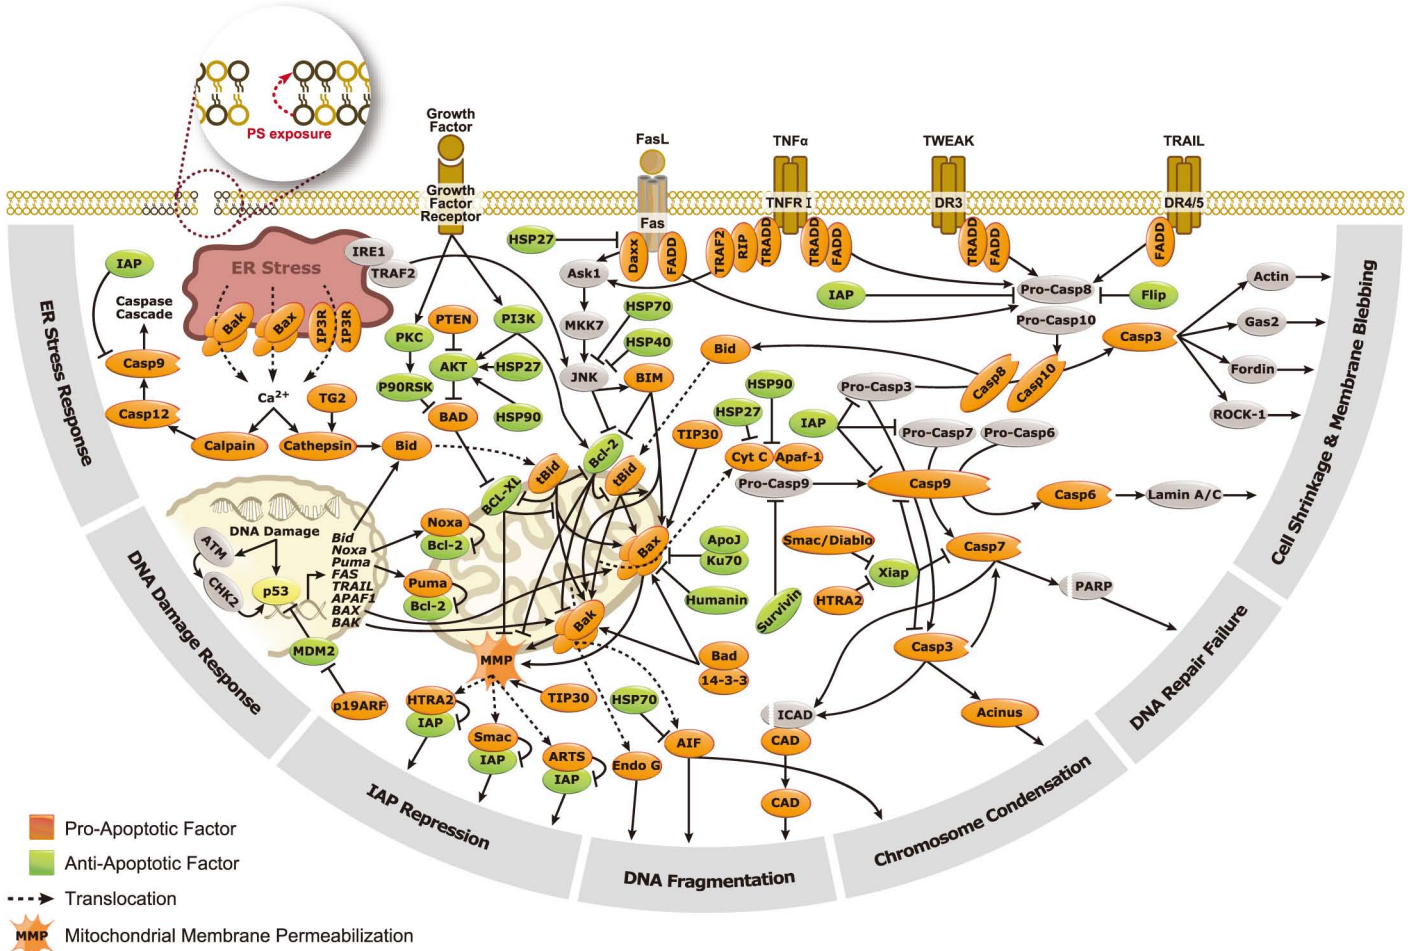 PS exposure
Growth
Factor
Growth
Factor
Receptor
FasL
Fas
TNFα
TNFR I
TWEAK
DR3
TRAIL
DR4/5
ER Stress
IRE1
TRAF2
Bak
Bax
IP3R
IP3R
IAP
Caspase
Cascade
Casp9
Casp12
Ca2+
TG2
Calpain
Cathepsin
Bid
HSP27
Daxx
FADD
TRAF2
RIP
TRADD
TRADD
FADD
TRADD
FADD
FADD
Ask1
MKK7
JNK
HSP70
HSP40
BIM
PTEN
PI3K
PKC
AKT
HSP27
P90RSK
HSP90
BAD
IAP
Pro-Casp8
Flip
Pro-Casp10
Casp8
Casp10
Casp3
Actin
Gas2
Fordin
ROCK-1
Bid
HSP90
HSP27
TIP30
IAP
Pro-Casp3
Pro-Casp7
Pro-Casp6
Cyt C
Apaf-1
Pro-Casp9
Casp9
Casp6
Lamin A/C
Bcl-2
tBid
tBid
BCL-XL
Noxa
Bcl-2
Puma
Bcl-2
Bax
Bak
ApoJ
Ku70
Humanin
Survivin
Smac/Diablo
Xiap
HTRA2
Casp7
PARP
Casp3
Acinus
Bad
14-3-3
DNA Damage
ATM
CHK2
p53
Bid
Noxa
Puma
FAS
TRAIL
APAF1
BAX
BAK
MDM2
p19ARF
MMP
TIP30
HSP70
HTRA2
IAP
Smac
IAP
ARTS
IAP
Endo G
AIF
ICAD
CAD
CAD
ER Stress Response
DNA Damage Response
IAP Repression
DNA Fragmentation
Chromosome Condensation
DNA Repair Failure
Cell Shrinkage & Membrane Blebbing
Pro-Apoptotic Factor
Anti-Apoptotic Factor
Translocation
MMP Mitochondrial Membrane Permeabilization